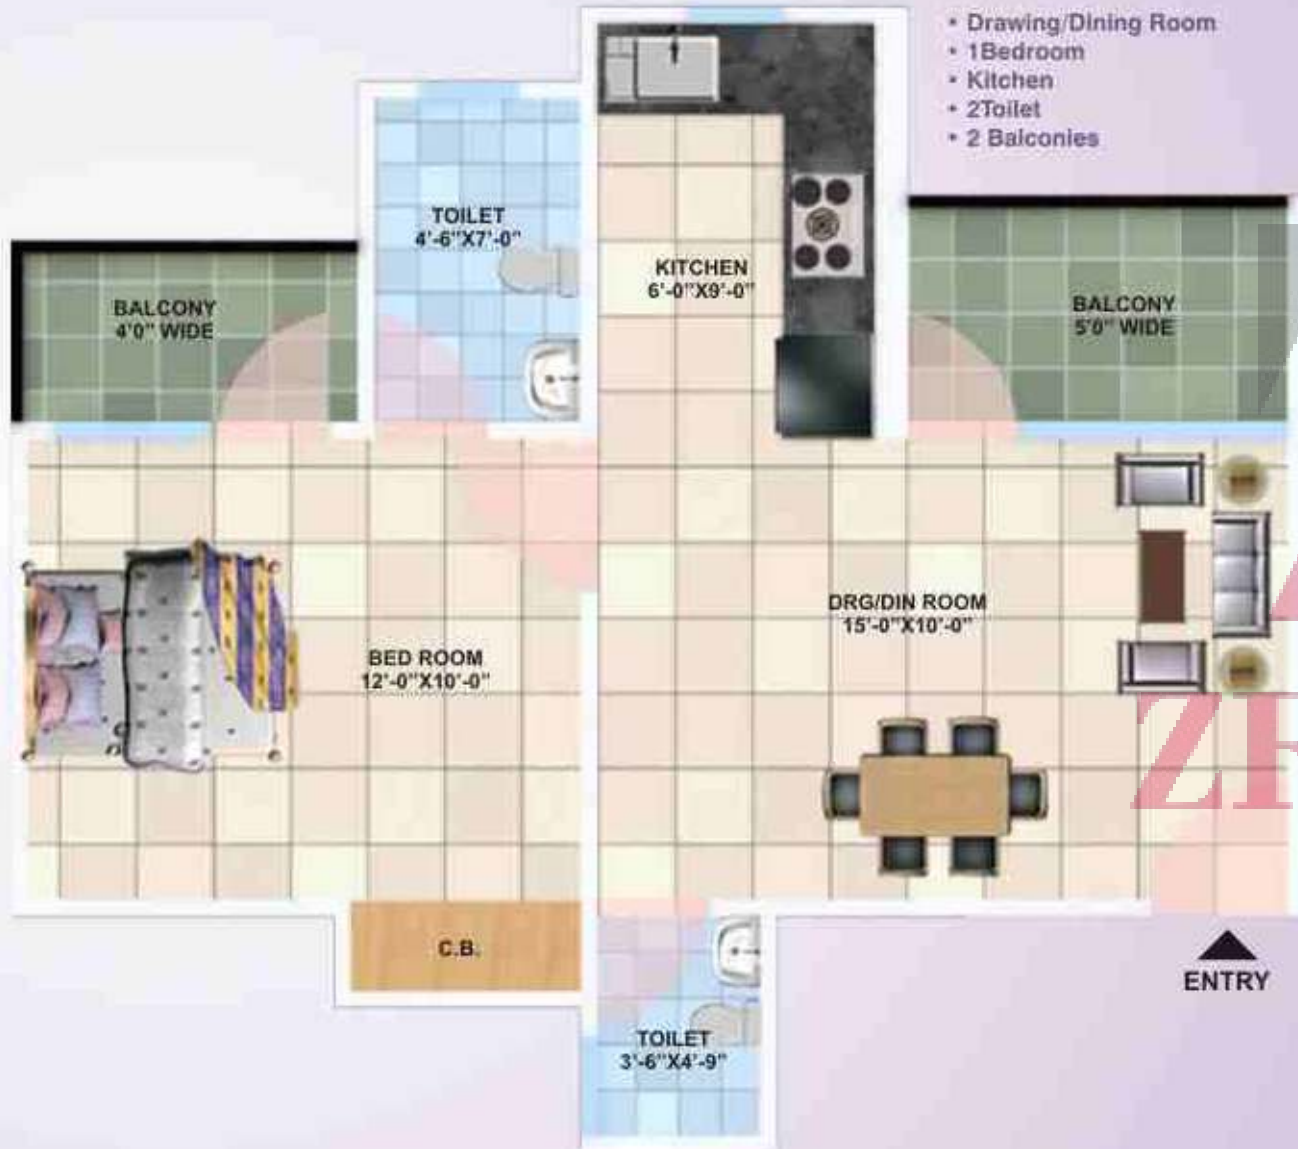 • Drawing/Dining Room
• 1Bedroom
• Kitchen
• 2Toilet
• 2 Balconies
TOILET
4'-6"X7'-0"
KITCHEN
6'-0"X9'-0"
BALCONY
4'0" WIDE
BALCONY
5'0" WIDE
DRG/DIN ROOM
15'-0"X10'-0"
BED ROOM
12'-0"X10'-0"
C.B.
ENTRY
TOILET
3'-6"X4'-9"